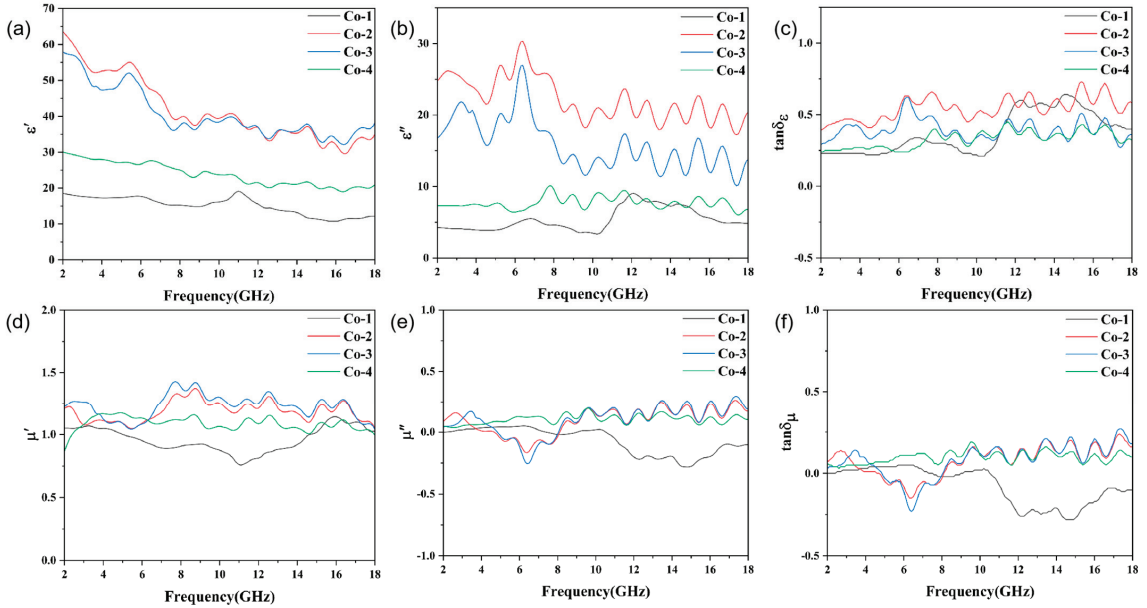 (a)
70
60
50
40
30
20
10
0
ε′
2 4 6 8 10 12 14 16 18
Frequency(GHz)
Co-1
Co-2
Co-3
Co-4
(b)
30
20
10
0
ε″
2 4 6 8 10 12 14 16 18
Frequency(GHz)
Co-1
Co-2
Co-3
Co-4
(c)
1.0
0.5
0.0
-0.5
tanδε
2 4 6 8 10 12 14 16 18
Frequency(GHz)
Co-1
Co-2
Co-3
Co-4
(d)
2.0
1.5
1.0
0.5
0.0
μ′
2 4 6 8 10 12 14 16 18
Frequency(GHz)
Co-1
Co-2
Co-3
Co-4
(e)
1.0
0.5
0.0
-0.5
-1.0
μ″
2 4 6 8 10 12 14 16 18
Frequency(GHz)
Co-1
Co-2
Co-3
Co-4
(f)
1.0
0.5
0.0
-0.5
tanδμ
2 4 6 8 10 12 14 16 18
Frequency(GHz)
Co-1
Co-2
Co-3
Co-4